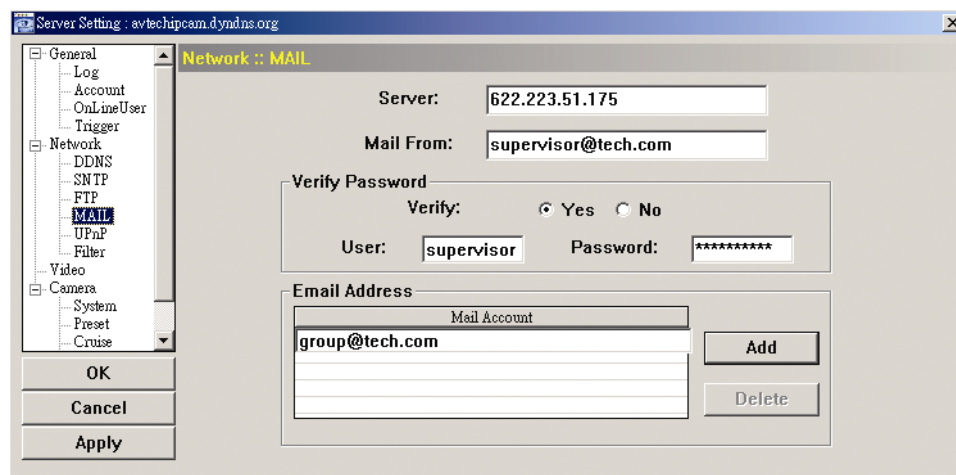 Server Setting : avtechipcam.dyndns.org
General
Log
Account
OnLineUser
Trigger
Network
DDNS
SNTP
FTP
MAIL
UPnP
Filter
Video
Camera
System
Preset
Cruise
OK
Cancel
Apply
Network :: MAIL
Server: 622.223.51.175
Mail From: supervisor@tech.com
Verify Password
Verify: Yes No
User: supervisor Password: **********
Email Address
Mail Account
group@tech.com
Add
Delete